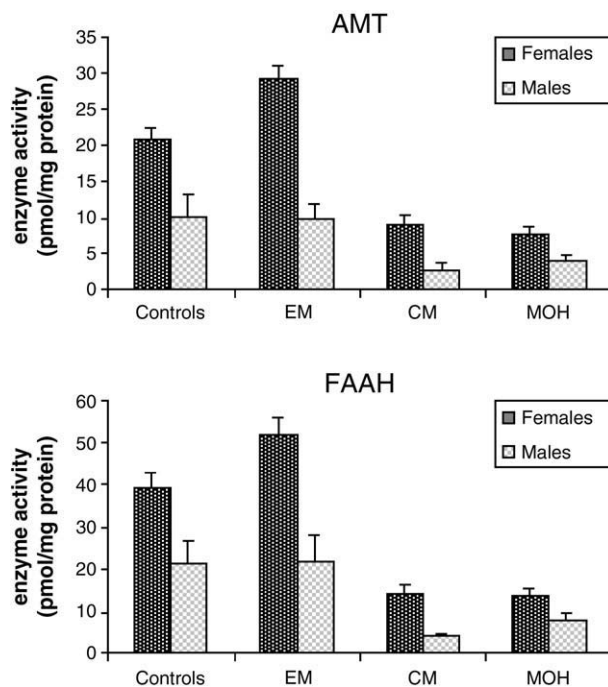 AMT
enzyme activity
(pmol/mg protein)
35
30
25
20
15
10
5
0
Females
Males
Controls EM CM MOH
FAAH
enzyme activity
(pmol/mg protein)
60
50
40
30
20
10
0
Females
Males
Controls EM CM MOH